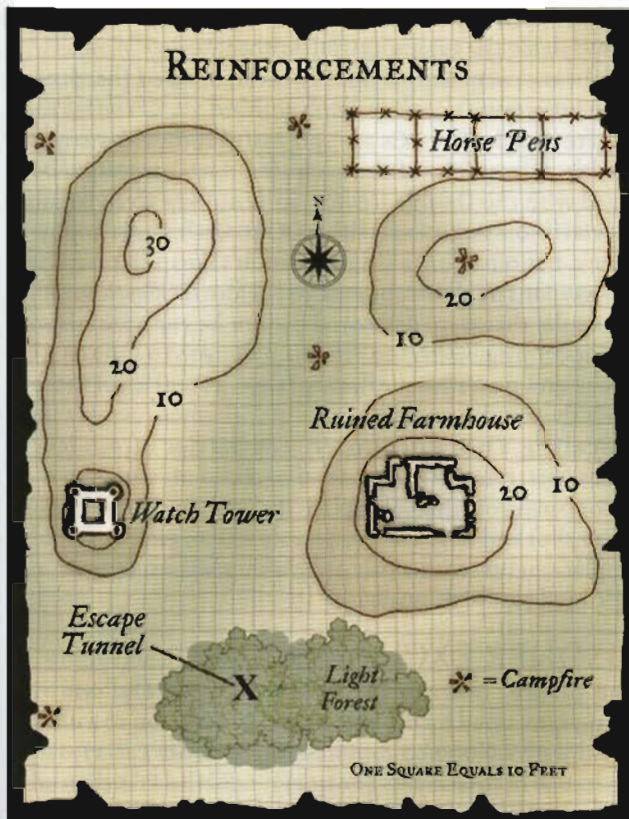 REINFORCEMENTS
Horse Pens
N
30
20
10
20
10
Ruined Farmhouse
20
10
Watch Tower
Escape
Tunnel
X
Light
Forest
= Campfire
ONE SQUARE EQUALS 10 FEET